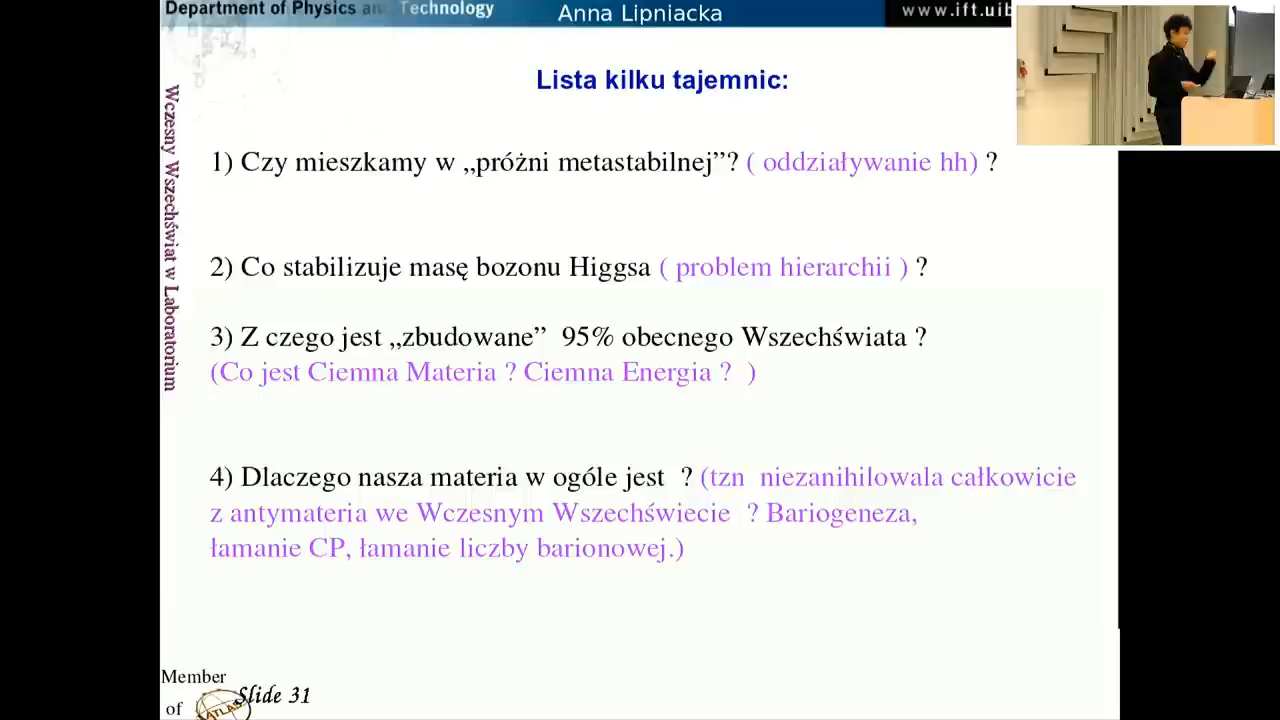 Department of Physics and Technology
Anna Lipniacka
www.ift.uib
Wczesny Wszechświat w Laboratorium
Lista kilku tajemnic:
1) Czy mieszkamy w „próżni metastabilnej”? ( oddziaływanie hh) ?
2) Co stabilizuje masę bozonu Higgsa ( problem hierarchii ) ?
3) Z czego jest „zbudowane” 95% obecnego Wszechświata ?
(Co jest Ciemna Materia ? Ciemna Energia ? )
4) Dlaczego nasza materia w ogóle jest ? (tzn niezanihilowala całkowicie
z antymateria we Wczesnym Wszechświecie ? Bariogeneza,
łamanie CP, łamanie liczby barionowej.)
Member
of
ATLAS
Slide 31